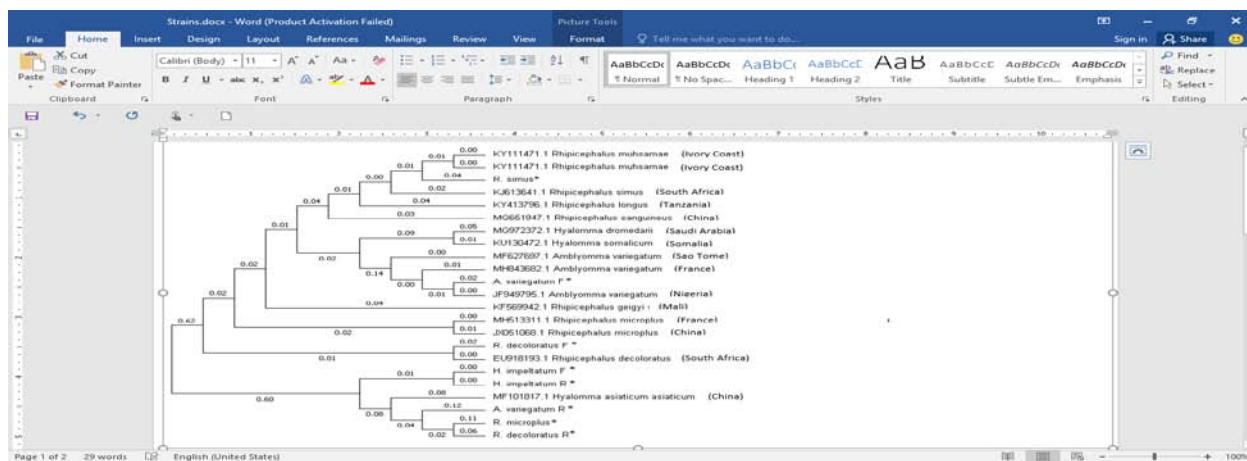 Strains.docx - Word (Product Activation Failed)
Picture Tools
File Home Insert Design Layout References Mailings Review View Format Tell me what you want to do... Sign in Share
Paste
Cut
Copy
Format Painter
Clipboard
Calibri (Body) 11
Font
Paragraph
AaBbCcDc AaBbCcDc AaBbCc AaBbCcD AaB AaBbCcD AaBbCcDc AaBbCcDc
¶ Normal ¶ No Spac... Heading 1 Heading 2 Title Subtitle Subtle Em... Emphasis
Styles
Find
Replace
Select
Editing
0.00 KY111471.1 Rhipicephalus muhsamae (Ivory Coast)
0.01
0.00 KY111471.1 Rhipicephalus muhsamae (Ivory Coast)
0.01
0.04 R. simus*
0.00
0.02 KJ613641.1 Rhipicephalus simus (South Africa)
0.01
0.04 KY413796.1 Rhipicephalus longus (Tanzania)
0.04
0.03 MG651947.1 Rhipicephalus sanguineus (China)
0.01
0.05 MG972372.1 Hyalomma dromedarii (Saudi Arabia)
0.09
0.01 KU130472.1 Hyalomma somalicum (Somalia)
0.02
0.00 MF627697.1 Amblyomma variegatum (Sao Tome)
0.14
0.01 MH843682.1 Amblyomma variegatum (France)
0.00
0.02 A. variegatum F *
0.01
0.00 JF949795.1 Amblyomma variegatum (Nigeria)
0.02
0.04 KF569942.1 Rhipicephalus geigyi (Mali)
0.02
0.00 MH513311.1 Rhipicephalus microplus (France)
0.02
0.01 JX051068.1 Rhipicephalus microplus (China)
0.62
0.02 R. decoloratus F *
0.01
0.00 EU918193.1 Rhipicephalus decoloratus (South Africa)
0.00 H. impeltatum F *
0.01
0.00 H. impeltatum R *
0.60
0.08 MF101817.1 Hyalomma asiaticum asiaticum (China)
0.08
0.12 A. variegatum R *
0.04
0.11 R. microplus*
0.02
0.06 R. decoloratus R*
Page 1 of 2 29 words English (United States) 100%